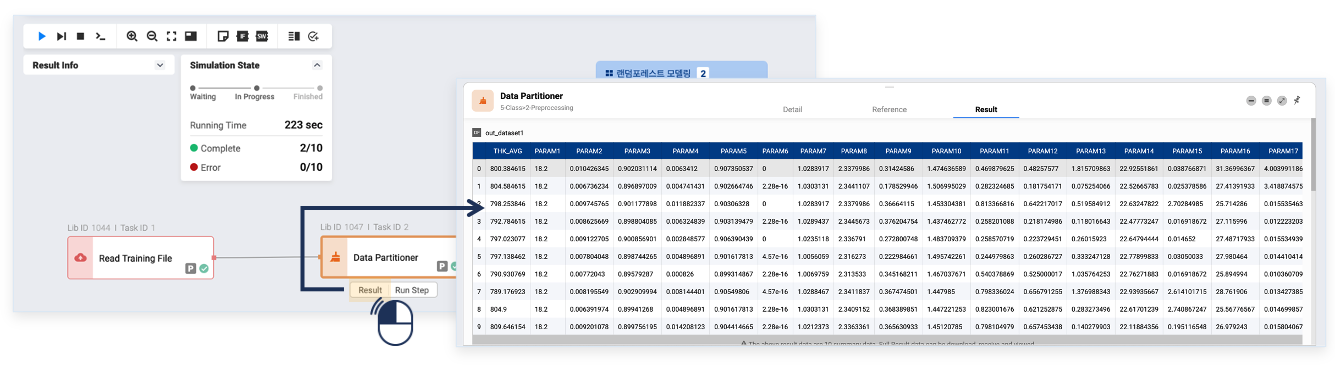 IF SW
Result Info
Simulation State
Waiting In Progress Finished
Running Time 223 sec
Complete 2/10
Error 0/10
랜덤포레스트 모델링 2
Lib ID 1044 I Task ID 1
Read Training File
P
Lib ID 1047 I Task ID 2
Data Partitioner
P
Result Run Step
Data Partitioner
5-Class×2-Preprocessing
Detail Reference Result
out_dataset1
THK_AVG PARAM1 PARAM2 PARAM3 PARAM4 PARAM5 PARAM6 PARAM7 PARAM8 PARAM9 PARAM10 PARAM11 PARAM12 PARAM13 PARAM14 PARAM15 PARAM16 PARAM17
0 800.384615 18.2 0.010426345 0.902031114 0.0063412 0.907350537 0 1.0283917 2.3379986 0.31424586 1.474636589 0.469879625 0.48257577 1.815709863 22.92551861 0.038766871 31.36996367 4.003991186
1 804.584615 18.2 0.006736234 0.896897009 0.004741431 0.902664746 2.28e-16 1.0303131 2.3441107 0.178529946 1.506995029 0.282324685 0.181754171 0.075254066 22.52665783 0.025378586 27.41391933 3.418874575
798.253846 18.2 0.009745765 0.901177898 0.011882337 0.90306328 0 1.0283917 2.3379986 0.36664115 1.453304381 0.813366816 0.642217017 0.519584912 22.63247822 2.70284985 25.714286 0.015535463
3 792.784615 18.2 0.008625669 0.898804085 0.006324839 0.903139479 2.28e-16 1.0289437 2.3445673 0.376204754 1.437462772 0.258201088 0.218174986 0.118016643 22.47773247 0.016918672 27.115996 0.012223203
4 797.023077 18.2 0.009122705 0.900856901 0.002848577 0.906390439 0 1.0235118 2.336791 0.272800748 1.483709379 0.258570719 0.223729451 0.26015923 22.64794444 0.014652 27.48717933 0.015534939
5 797.138462 18.2 0.007804048 0.898744265 0.004896891 0.901617813 4.57e-16 1.0056059 2.316273 0.222984661 1.495742261 0.244979863 0.260286727 0.333247128 22.77899833 0.03050033 27.980464 0.014410414
6 790.930769 18.2 0.00772043 0.89579287 0.000826 0.899314867 2.28e-16 1.0069759 2.313533 0.345168211 1.467037671 0.540378869 0.525000017 1.035764253 22.76271883 0.016918672 25.894994 0.010360709
7 789.176923 18.2 0.008195549 0.902909994 0.008144401 0.90549806 4.57e-16 1.0288467 2.3411837 0.367474501 1.447985 0.798336024 0.656791255 1.376988343 22.93935667 2.614101715 28.761906 0.013427385
8 804.9 18.2 0.006391974 0.89941268 0.004896891 0.901617813 2.28e-16 1.0303131 2.3409152 0.368389851 1.447221253 0.823001676 0.621252875 0.283273496 22.61701239 2.740867247 25.56776567 0.014699857
9 809.646154 18.2 0.009201078 0.899756195 0.014208123 0.904414665 2.28e-16 1.0212373 2.3363361 0.365630933 1.45120785 0.798104979 0.657453438 0.140279903 22.11884356 0.195116548 26.979243 0.015804067